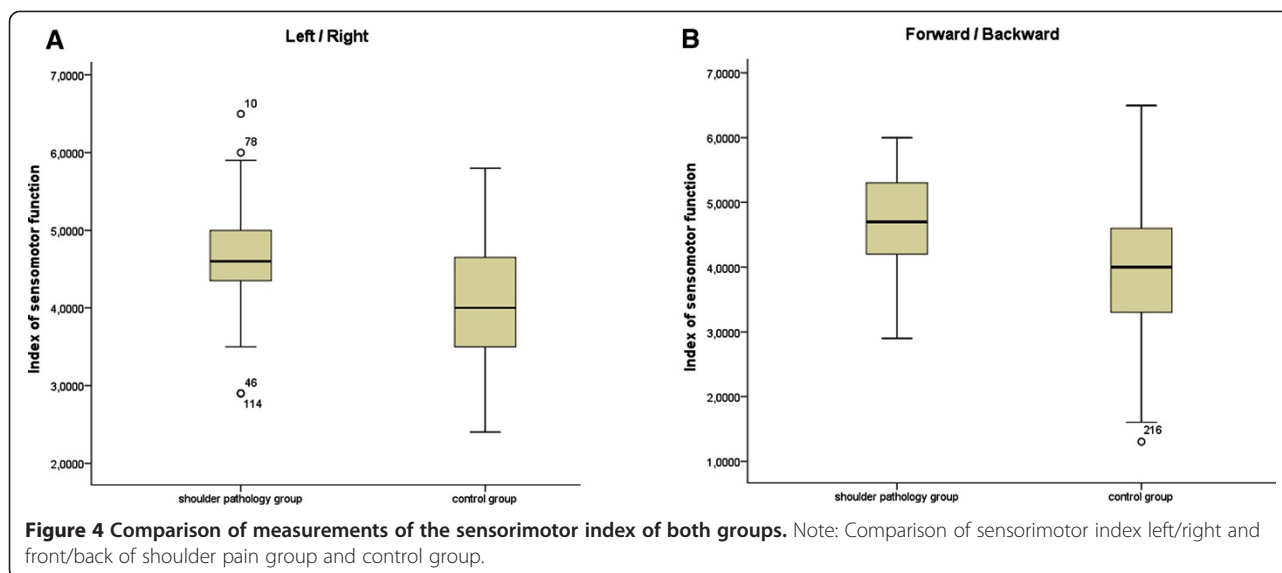 A
Left / Right
7,0000
6,0000
5,0000
4,0000
3,0000
2,0000
Index of sensomotor function
10
78
46
114
shoulder pathology group
control group
B
Forward / Backward
7,0000
6,0000
5,0000
4,0000
3,0000
2,0000
1,0000
Index of sensomotor function
216
shoulder pathology group
control group
Figure 4 Comparison of measurements of the sensorimotor index of both groups. Note: Comparison of sensorimotor index left/right and
front/back of shoulder pain group and control group.